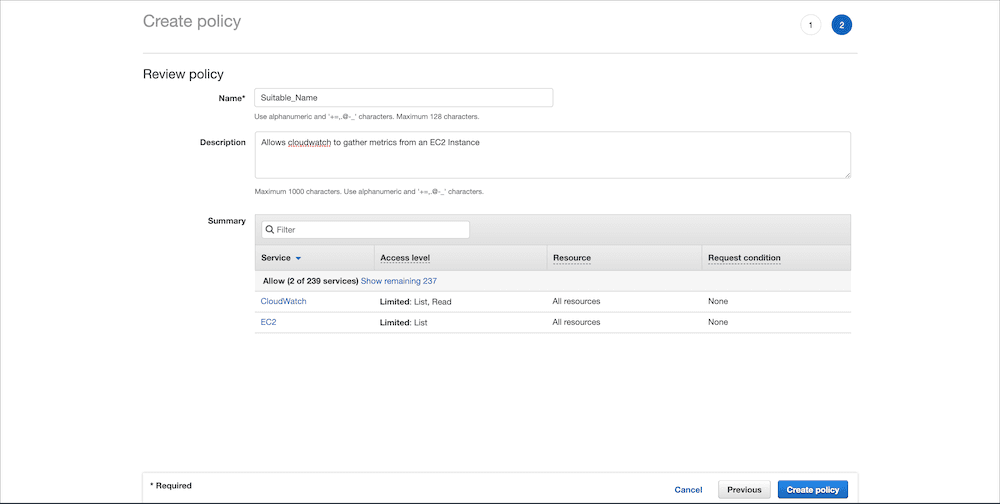 Create policy
1
2
Review policy
Name*
Suitable_Name
Use alphanumeric and '+=,.@-_' characters. Maximum 128 characters.
Description
Allows cloudwatch to gather metrics from an EC2 Instance
Maximum 1000 characters. Use alphanumeric and '+=,.@-_' characters.
Summary
Filter
Service Access level Resource Request condition
Allow (2 of 239 services) Show remaining 237
CloudWatch Limited: List, Read All resources None
EC2 Limited: List All resources None
* Required
Cancel Previous Create policy